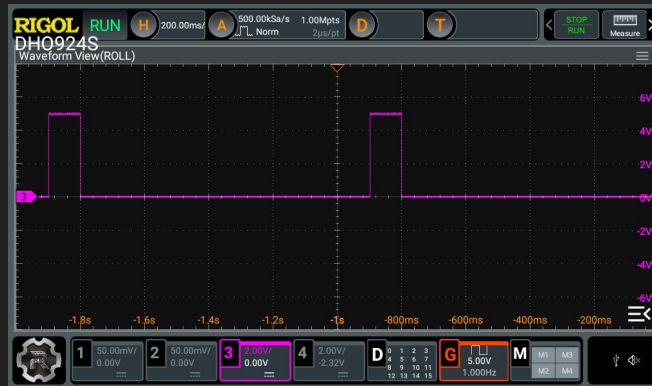 RIGOL RUN H 200.00ms/ A 500.00kSa/s 1.00Mpts D T STOP
Norm 2μs/pt RUN Measure
DHO924S
Waveform View(ROLL)
6V
4V
2V
3 0V
-2V
-4V
-6V
-1.8s -1.6s -1.4s -1.2s -1s -800ms -600ms -400ms -200ms
1 50.00mV/ 2 50.00mV/ 3 2.00V/ 4 2.00V/ D 0 1 2 3 G M M1 M3
0.00V 0.00V 0.00V -2.32V 4 5 6 7 5.00V
8 9 10 11 1.000Hz M2 M4
12 13 14 15
R